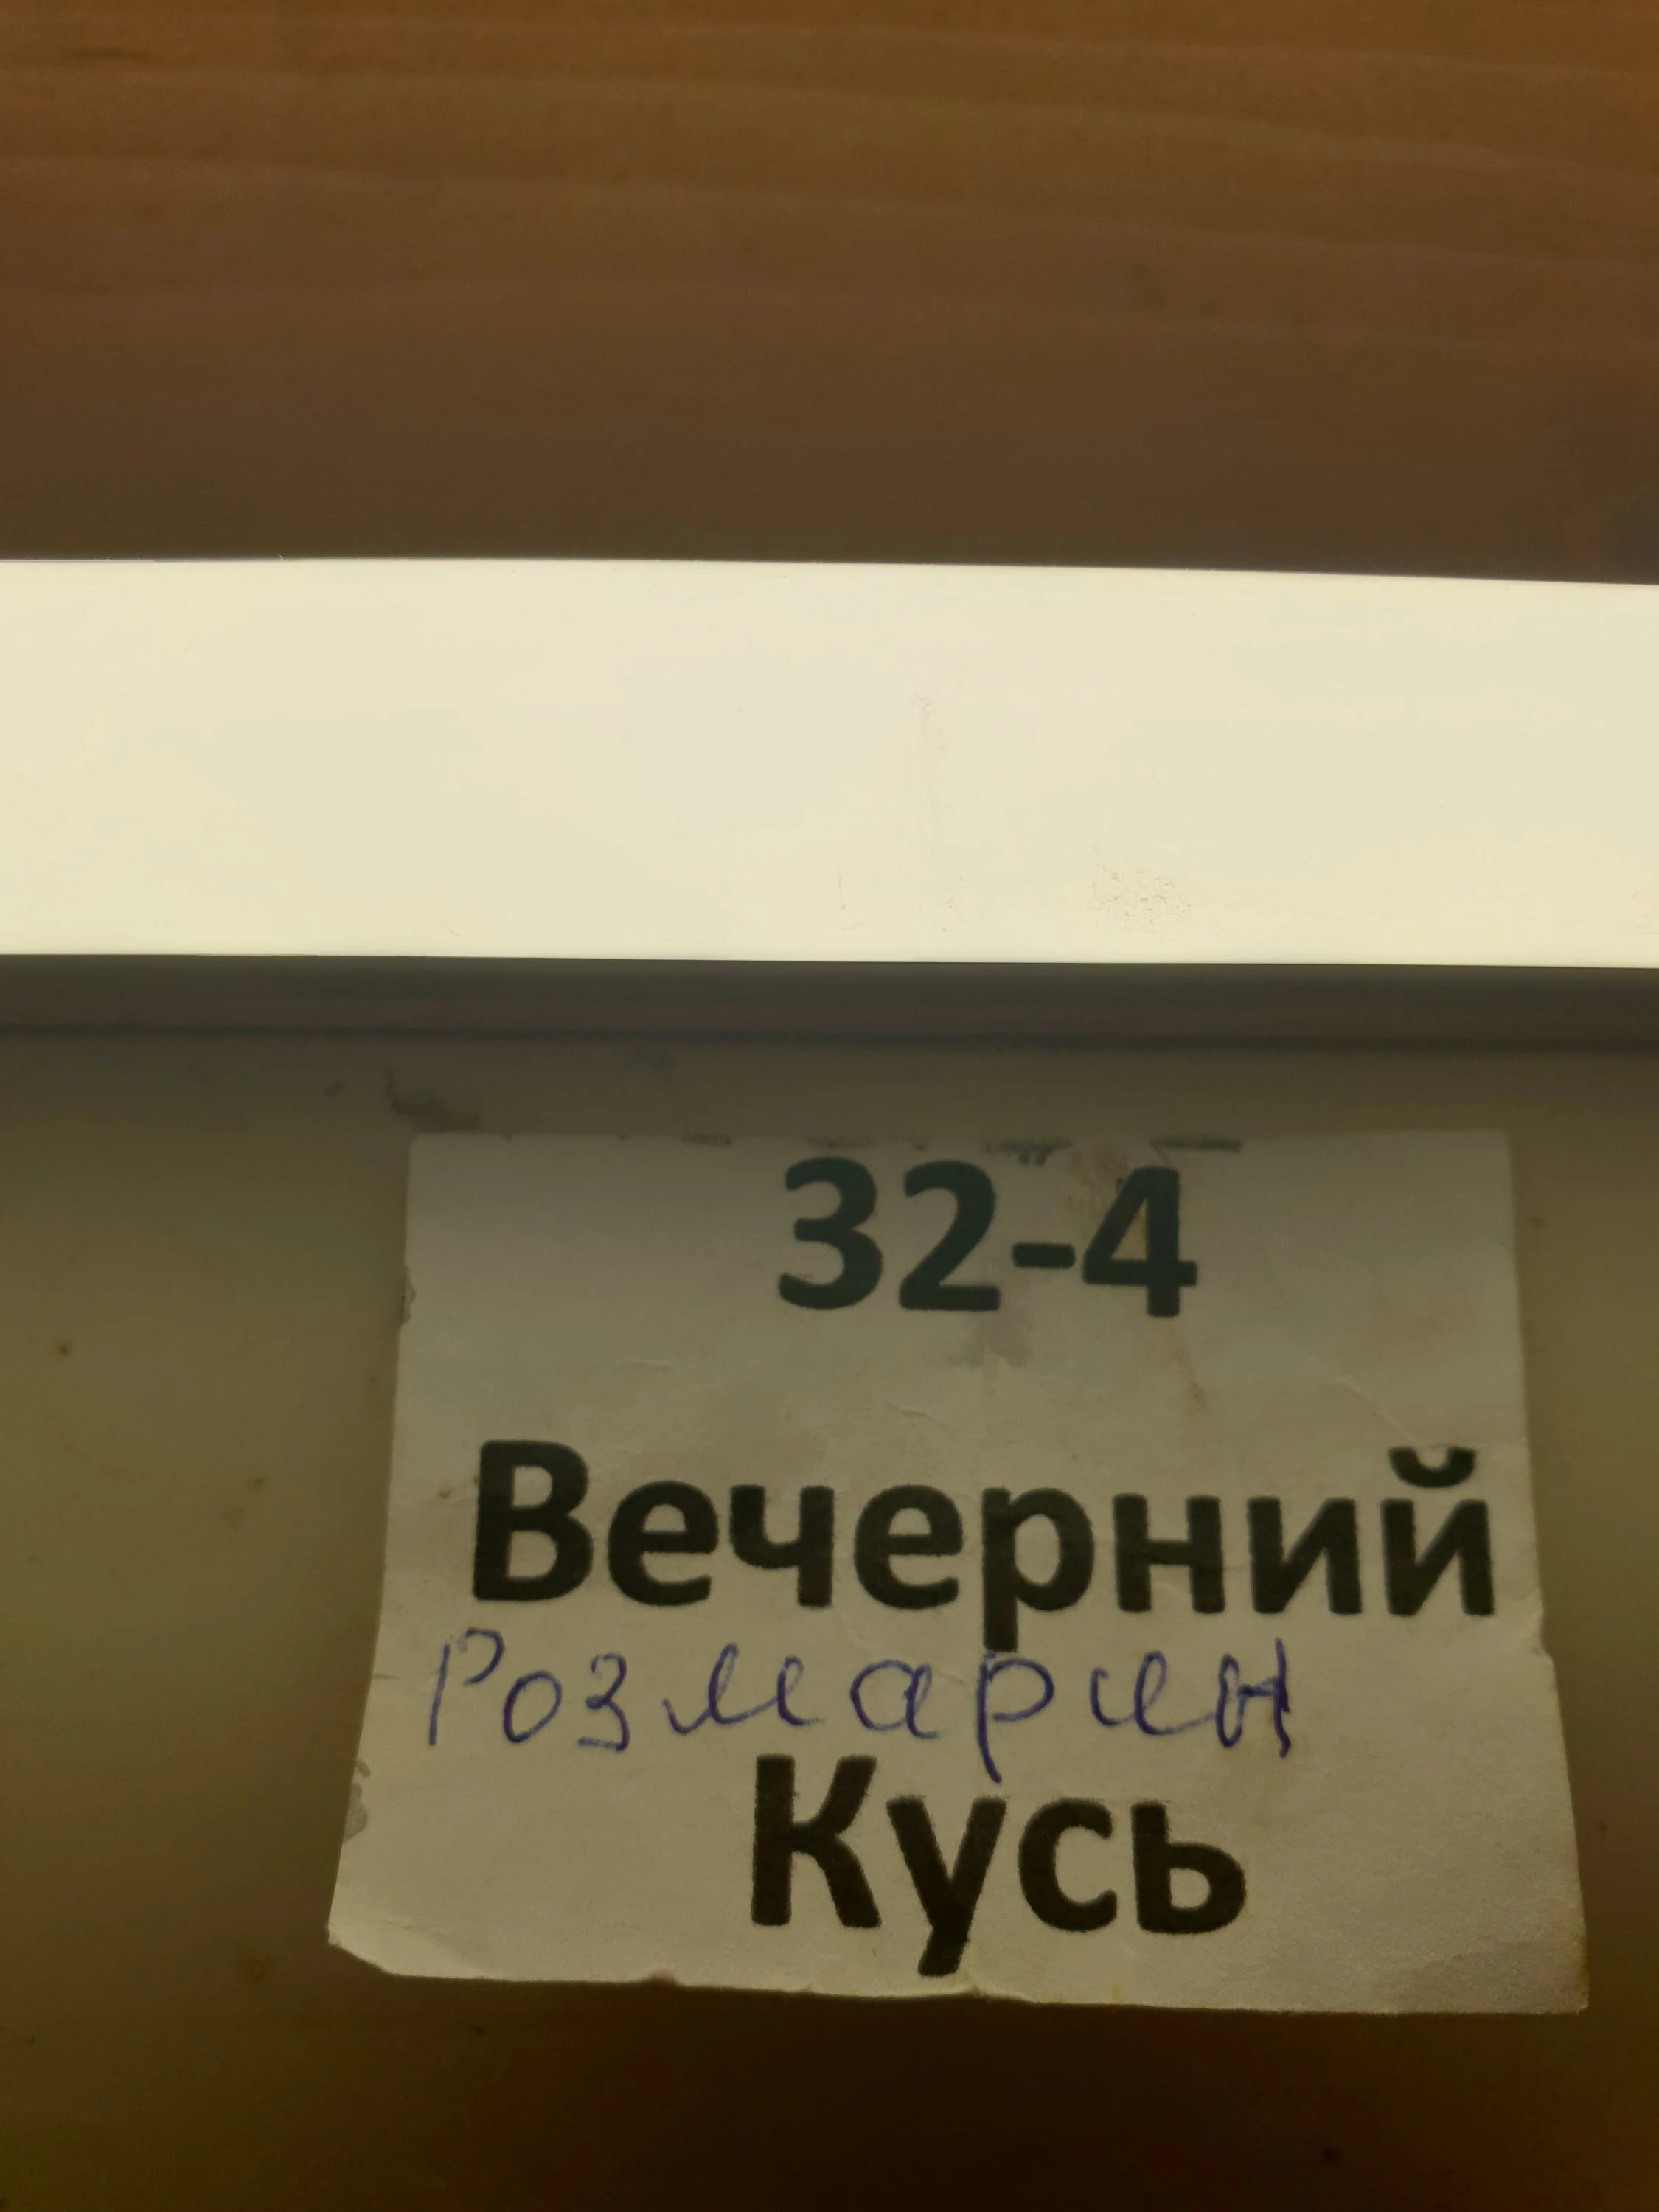 32-4
Вечерний
Розмарин
Кусь